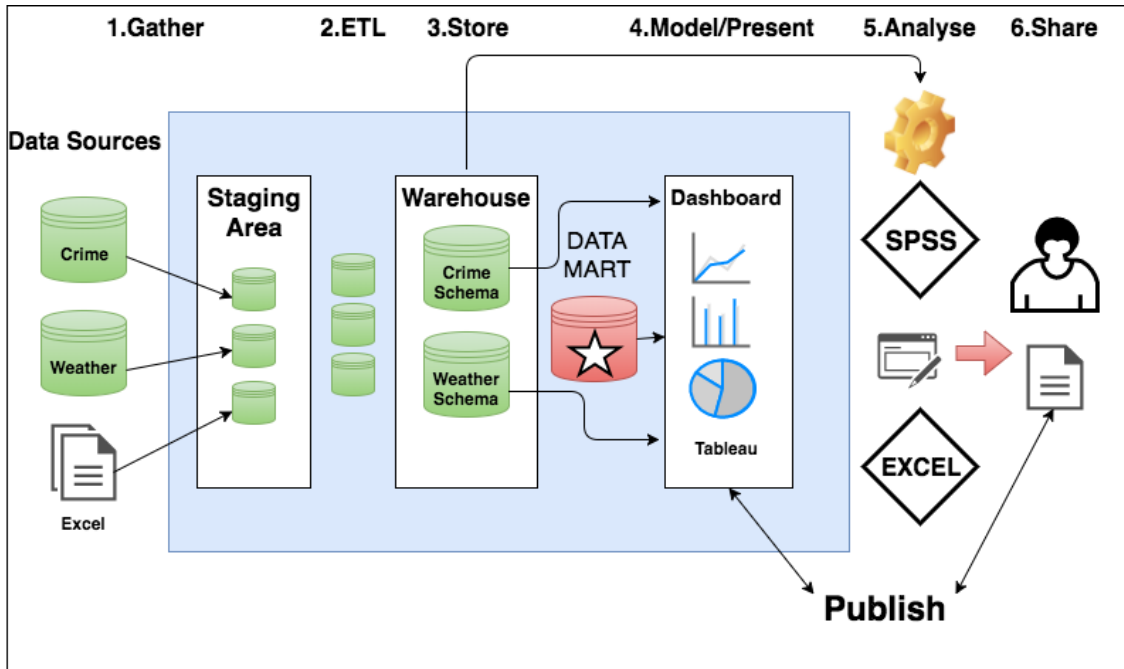 1.Gather
2.ETL
3.Store
4.Model/Present
5.Analyse
6.Share
Data Sources
Crime
Weather
Excel
Staging
Area
Warehouse
Crime
Schema
Weather
Schema
DATA
MART
Dashboard
Tableau
SPSS
EXCEL
Publish